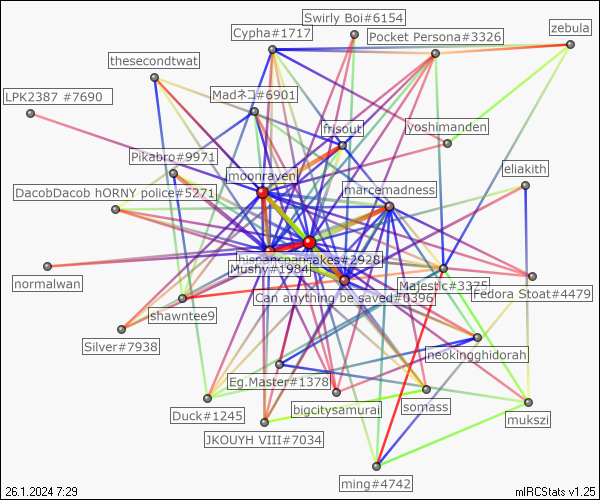 Swirly Boi#6154
Cypha#1717
Pocket Persona#3326
zebula
thesecondtwat
LPK2387 #7690
Madネコ#6901
frisout
yoshimanden
Pikabro#9971
moonraven
eliakith
DacobDacob hORNY police#5271
marcemadness
hispancpancakes#2928
Mushy#1984
normalwan
Majestic#3375
Fedora Stoat#4479
Can anything be saved#0396
shawntee9
Silver#7938
neokingghidorah
Eg.Master#1378
Duck#1245
bigcitysamurai
somass
mukszi
JKOUYH VIII#7034
ming#4742
26.1.2024 7:29
mIRCStats v1.25